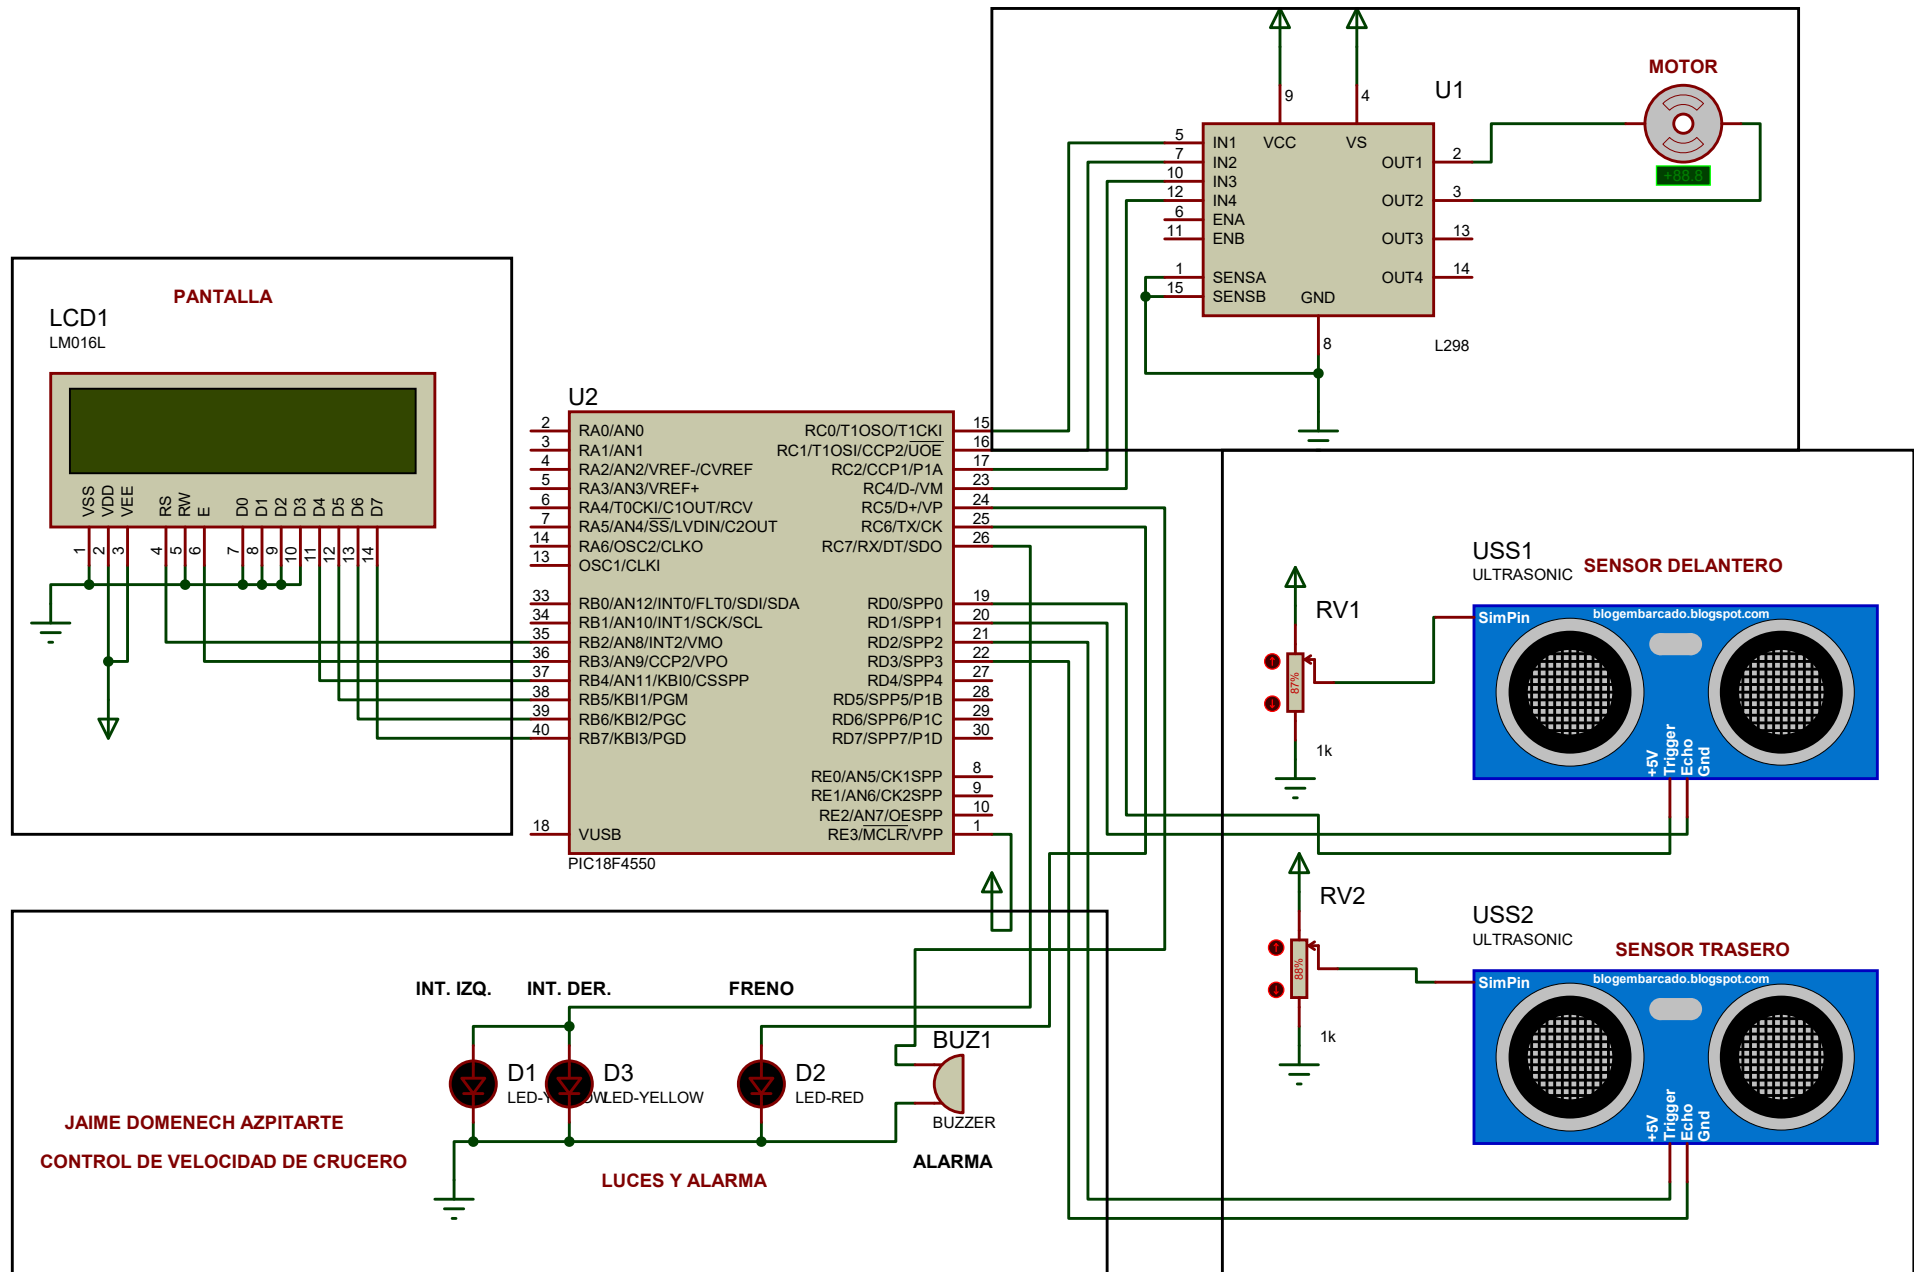 MOTOR
U1
9
4
5
7
10
12
6
11
1
15
IN1
IN2
IN3
IN4
ENA
ENB
SENSA
SENSB
VCC
VS
GND
8
OUT1
OUT2
OUT3
OUT4
2
3
13
14
+88.8
L298
PANTALLA
LCD1
LM016L
VSS
VDD
VEE
RS
RW
E
D0
D1
D2
D3
D4
D5
D6
D7
1
2
3
4
5
6
7
8
9
10
11
12
13
14
U2
2 RA0/AN0
3 RA1/AN1
4 RA2/AN2/VREF-/CVREF
5 RA3/AN3/VREF+
6 RA4/T0CKI/C1OUT/RCV
7 RA5/AN4/SS/LVDIN/C2OUT
14 RA6/OSC2/CLKO
13 OSC1/CLKI
33 RB0/AN12/INT0/FLT0/SDI/SDA
34 RB1/AN10/INT1/SCK/SCL
35 RB2/AN8/INT2/VMO
36 RB3/AN9/CCP2/VPO
37 RB4/AN11/KBI0/CSSPP
38 RB5/KBI1/PGM
39 RB6/KBI2/PGC
40 RB7/KBI3/PGD
18 VUSB
RC0/T1OSO/T1CKI 15
RC1/T1OSI/CCP2/UOE 16
RC2/CCP1/P1A 17
RC4/D-/VM 23
RC5/D+/VP 24
RC6/TX/CK 25
RC7/RX/DT/SDO 26
RD0/SPP0 19
RD1/SPP1 20
RD2/SPP2 21
RD3/SPP3 22
RD4/SPP4 27
RD5/SPP5/P1B 28
RD6/SPP6/P1C 29
RD7/SPP7/P1D 30
RE0/AN5/CK1SPP 8
RE1/AN6/CK2SPP 9
RE2/AN7/OESPP 10
RE3/MCLR/VPP 1
PIC18F4550
USS1
ULTRASONIC
SENSOR DELANTERO
RV1
87%
1k
SimPin
blogembarcado.blogspot.com
+5V
Trigger
Echo
Gnd
RV2
88%
1k
USS2
ULTRASONIC
SENSOR TRASERO
SimPin
blogembarcado.blogspot.com
+5V
Trigger
Echo
Gnd
INT. IZQ.
INT. DER.
FRENO
BUZ1
BUZZER
D1
D3
LED-YELLOW
D2
LED-RED
ALARMA
JAIME DOMENECH AZPITARTE
CONTROL DE VELOCIDAD DE CRUCERO
LUCES Y ALARMA